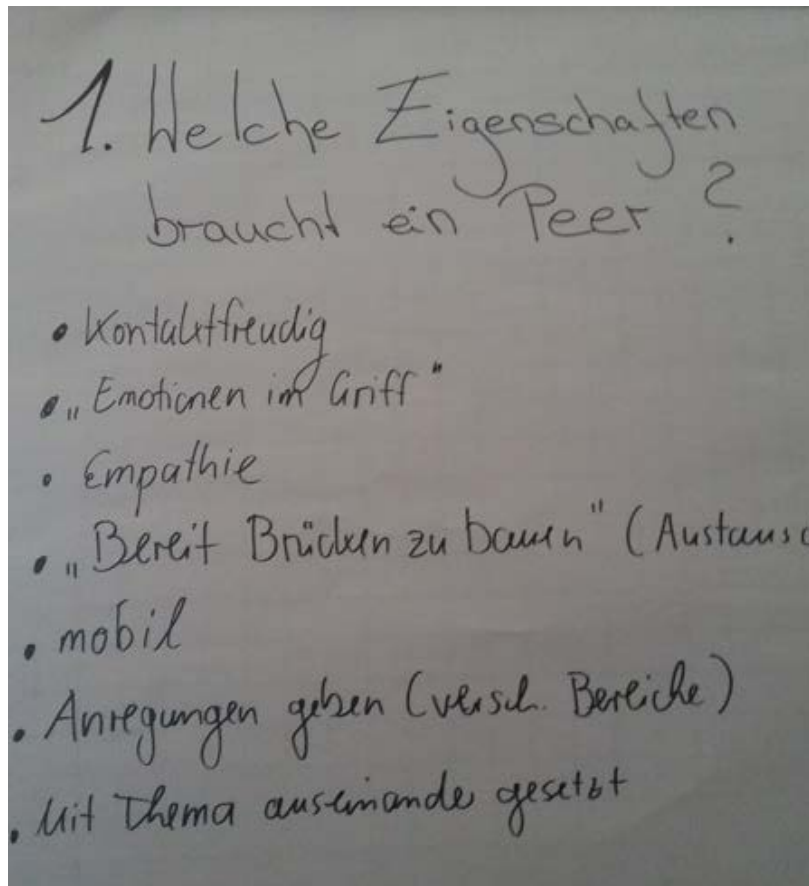 1. Welche Eigenschaften
braucht ein Peer?
• Kontaktfreudig
• „Emotionen im Griff"
• Empathie
• „Bereit Brücken zu bauen" (Austausc
• mobil
• Anregungen geben (versch. Bereiche)
• Mit Thema auseinander gesetzt